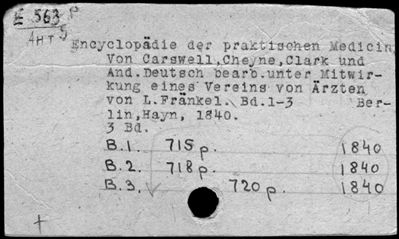 E 563 p
АНТ 5
Encyclopädie der praktischen Medicin
Von Carswell,Cheyne,Clark und
And.Deutsch bearb.unter Mitwir-
kung eines Vereins von Ärzten
von L.Fränkel. Bd.1-3 Ber-
lin,Hayn, 1840.
3 Bd.
B.1. 715 p. 1840
B.2. 718 p. 1840
B.3. 720 p. 1840